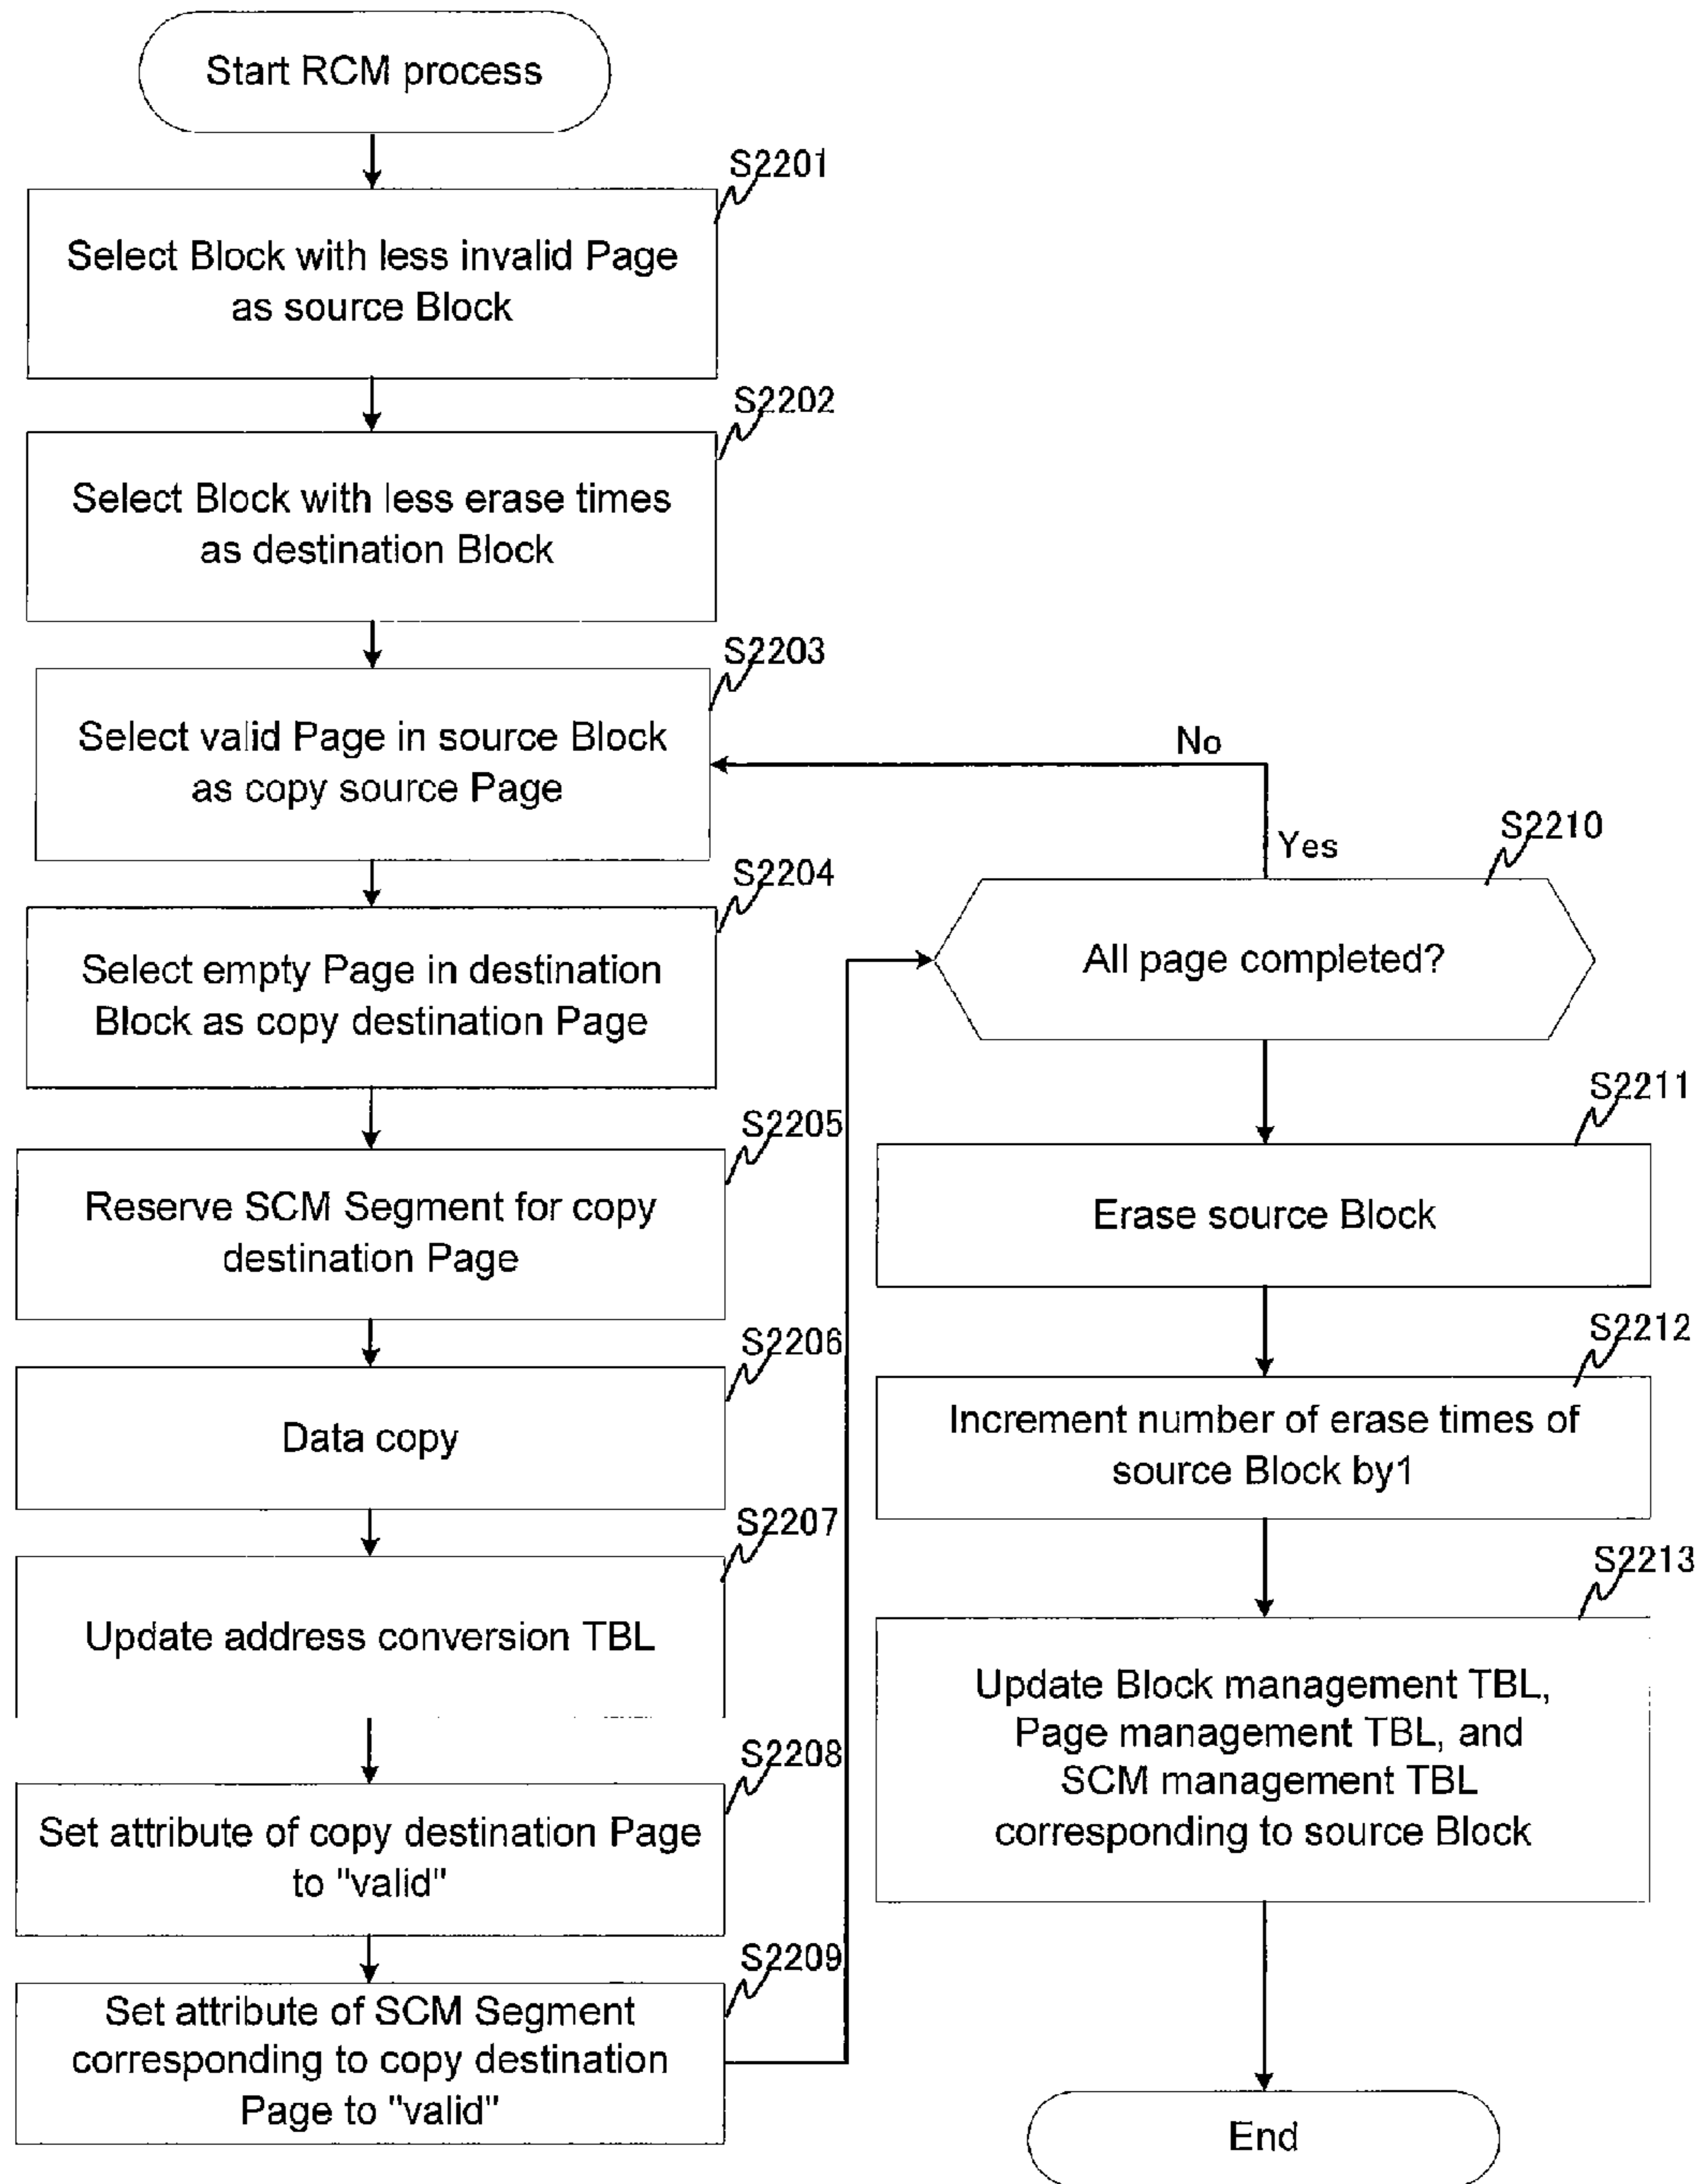 Start RCM process
S2201
Select Block with less invalid Page
as source Block
S2202
Select Block with less erase times
as destination Block
S2203
Select valid Page in source Block
as copy source Page
S2204
Select empty Page in destination
Block as copy destination Page
S2205
Reserve SCM Segment for copy
destination Page
S2206
Data copy
S2207
Update address conversion TBL
S2208
Set attribute of copy destination Page
to "valid"
S2209
Set attribute of SCM Segment
corresponding to copy destination
Page to "valid"
No
Yes
S2210
All page completed?
S2211
Erase source Block
S2212
Increment number of erase times of
source Block by1
S2213
Update Block management TBL,
Page management TBL, and
SCM management TBL
corresponding to source Block
End